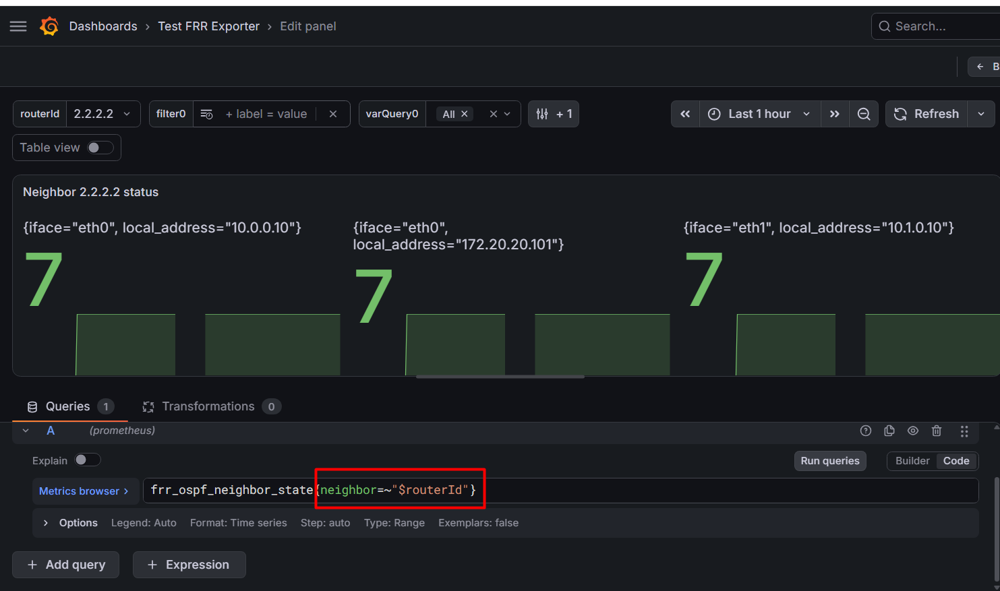 Dashboards › Test FRR Exporter › Edit panel
Search...
B
routerId 2.2.2.2
filter0 + label = value
varQuery0 All
+ 1
Last 1 hour
Refresh
Table view
Neighbor 2.2.2.2 status
{iface="eth0", local_address="10.0.0.10"}
7
{iface="eth0",
local_address="172.20.20.101"}
7
{iface="eth1", local_address="10.1.0.10"}
7
Queries 1
Transformations 0
A (prometheus)
Explain
Run queries
Builder Code
Metrics browser >
frr_ospf_neighbor_state{neighbor=~"$routerId"}
Options Legend: Auto Format: Time series Step: auto Type: Range Exemplars: false
+ Add query
+ Expression